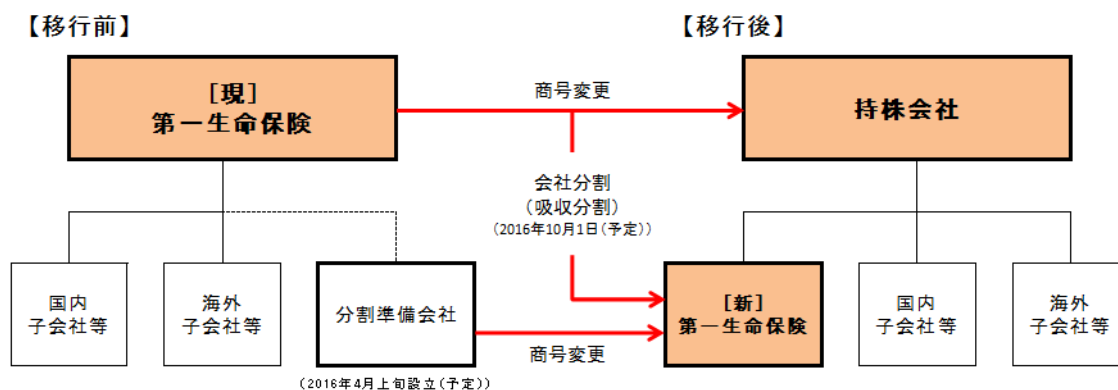 【移行前】
【移行後】
[現]
第一生命保険
商号変更
持株会社
会社分割
（吸収分割）
(2016年10月1日(予定))
国内
子会社等
海外
子会社等
分割準備会社
(2016年4月上旬設立(予定))
商号変更
[新]
第一生命保険
国内
子会社等
海外
子会社等